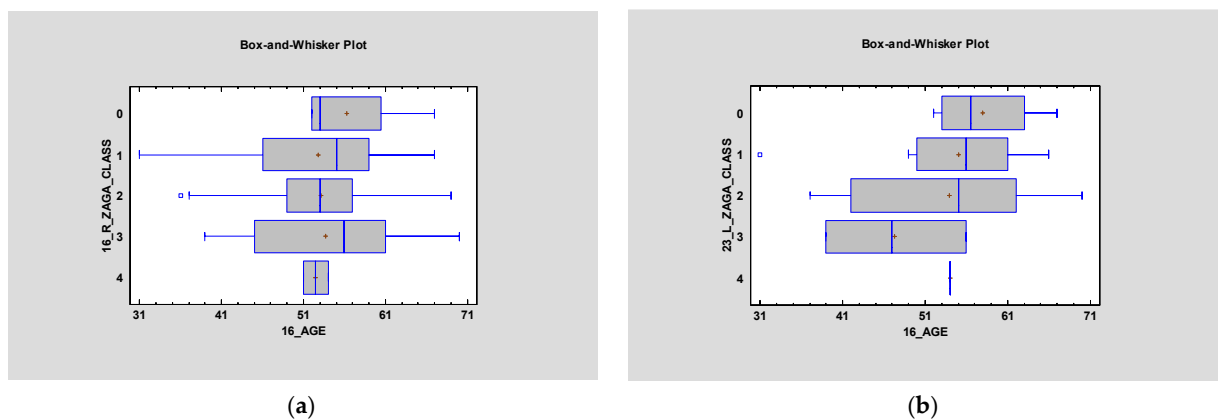 Box-and-Whisker Plot
16_R_ZAGA_CLASS
0
1
2
3
4
31 41 51 61 71
16_AGE
(a)
Box-and-Whisker Plot
23_L_ZAGA_CLASS
0
1
2
3
4
31 41 51 61 71
16_AGE
(b)